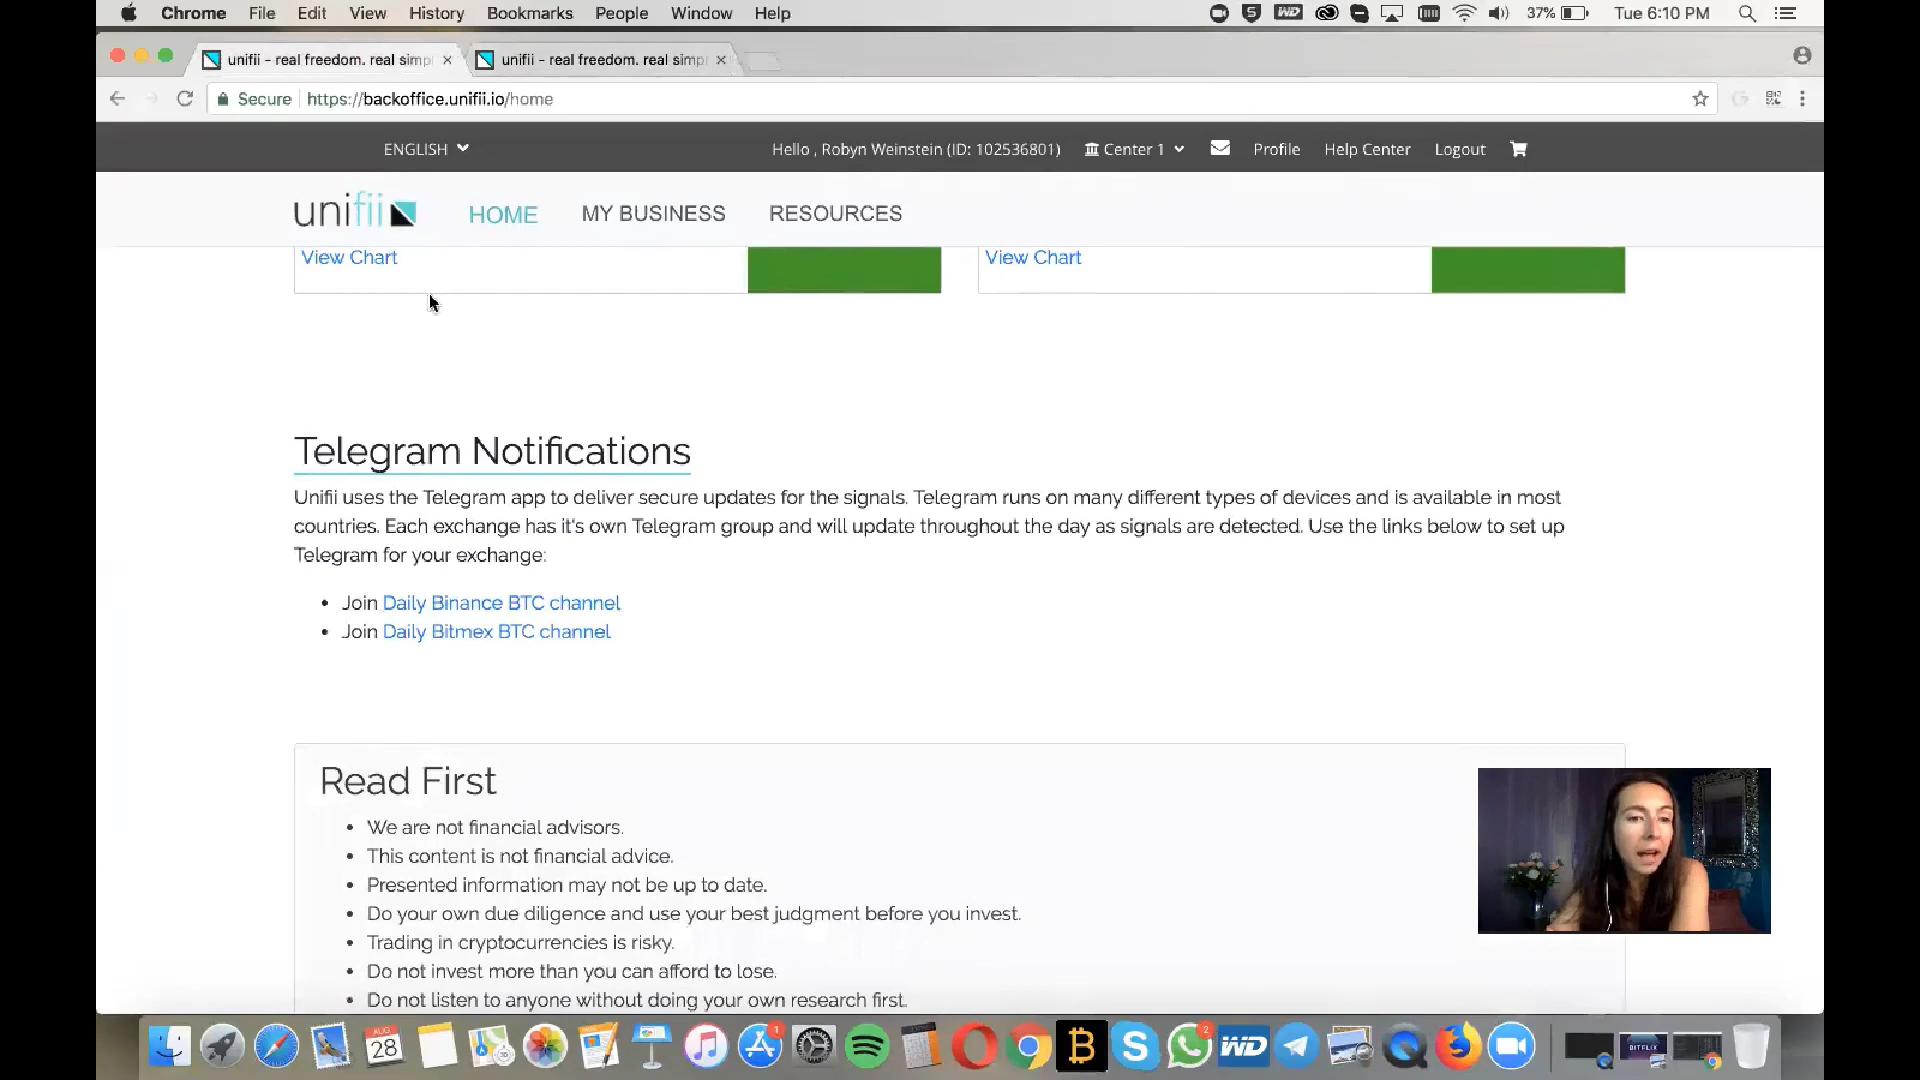 Chrome File Edit View History Bookmarks People Window Help
37% Tue 6:10 PM
unifii - real freedom. real simp
unifii - real freedom. real simp
Secure https://backoffice.unifii.io/home
ENGLISH
Hello , Robyn Weinstein (ID: 102536801) Center 1 Profile Help Center Logout
unifii HOME MY BUSINESS RESOURCES
View Chart
View Chart
Telegram Notifications
Unifii uses the Telegram app to deliver secure updates for the signals. Telegram runs on many different types of devices and is available in most
countries. Each exchange has it's own Telegram group and will update throughout the day as signals are detected. Use the links below to set up
Telegram for your exchange:
• Join Daily Binance BTC channel
• Join Daily Bitmex BTC channel
Read First
• We are not financial advisors.
• This content is not financial advice.
• Presented information may not be up to date.
• Do your own due diligence and use your best judgment before you invest.
• Trading in cryptocurrencies is risky.
• Do not invest more than you can afford to lose.
• Do not listen to anyone without doing your own research first.
AUG
28
1
2
WD
BITFLIX